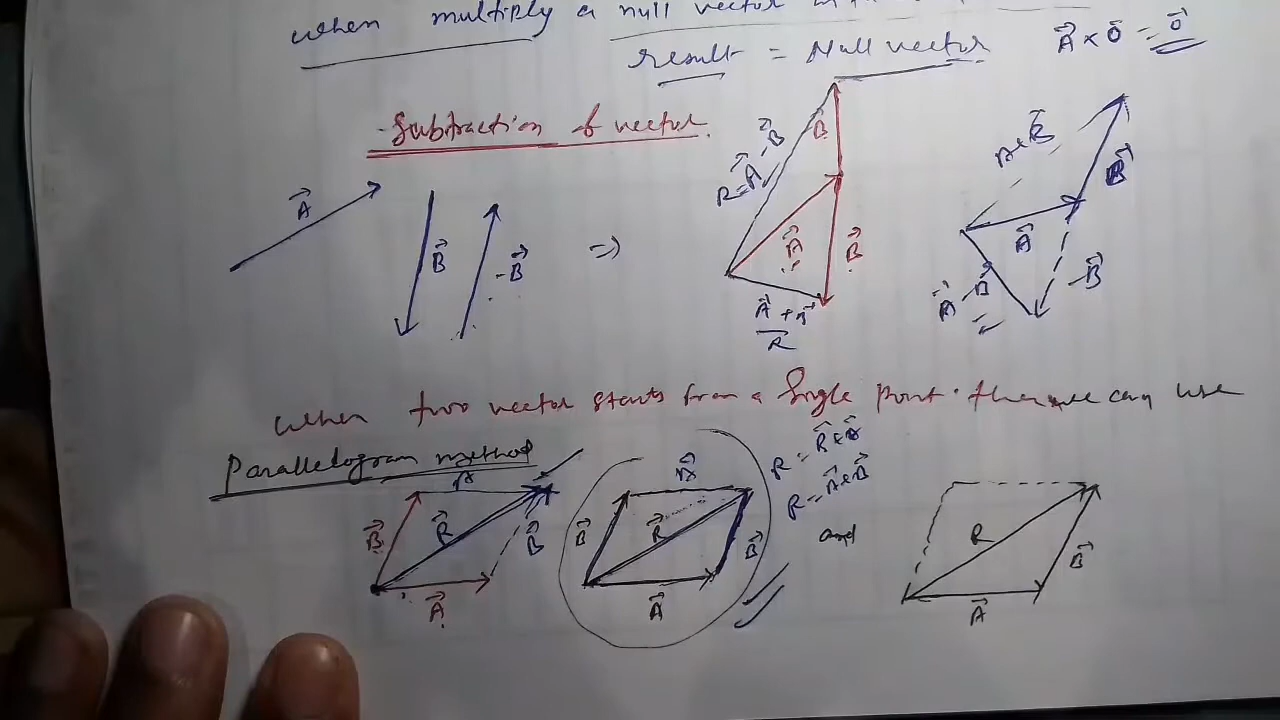 when multiply a null vector
result = Null vector A⃗ × 0⃗ = 0⃗
Subtraction of vector.
A⃗
B⃗
-B⃗
=>
R = A⃗ - B⃗
B⃗
A⃗
B⃗
R
B⃗
A⃗
-B⃗
A⃗ - B⃗
when two vector starts from a Single Point. then we can use
Parallelogram method
B⃗
R⃗
B⃗
A⃗
B⃗
R⃗
B⃗
A⃗
R = B⃗ + A⃗
R = A⃗ + B⃗
and
R
B⃗
A⃗